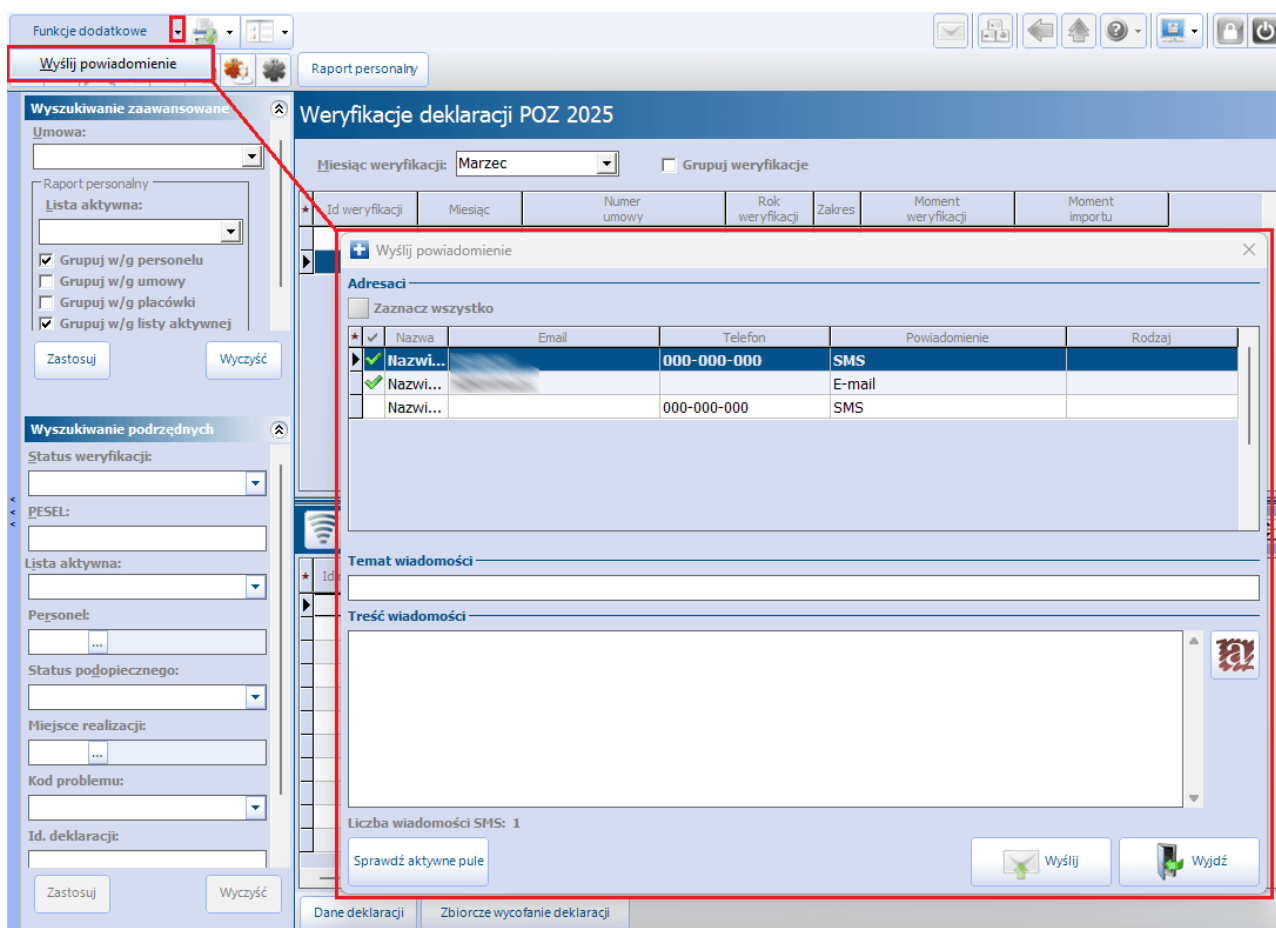 Funkcje dodatkowe
Wyślij powiadomienie
Raport personalny
Wyszukiwanie zaawansowane
Umowa:
Raport personalny
Lista aktywna:
Grupuj w/g personelu
Grupuj w/g umowy
Grupuj w/g placówki
Grupuj w/g listy aktywnej
Zastosuj Wyczyść
Wyszukiwanie podrzędnych
Status weryfikacji:
PESEL:
Lista aktywna:
Personel:
...
Status podopiecznego:
Miejsce realizacji:
...
Kod problemu:
Id. deklaracji:
Zastosuj Wyczyść
Weryfikacje deklaracji POZ 2025
Miesiąc weryfikacji: Marzec Grupuj weryfikacje
Id weryfikacji Miesiąc Numer umowy Rok weryfikacji Zakres Moment weryfikacji Moment importu
Wyślij powiadomienie
Adresaci
Zaznacz wszystko
Nazwa Email Telefon Powiadomienie Rodzaj
Nazwi... 000-000-000 SMS
Nazwi... E-mail
Nazwi... 000-000-000 SMS
Temat wiadomości
Id
Treść wiadomości
Liczba wiadomości SMS: 1
Sprawdź aktywne pule Wyślij Wyjdź
Dane deklaracji Zbiorcze wycofanie deklaracji